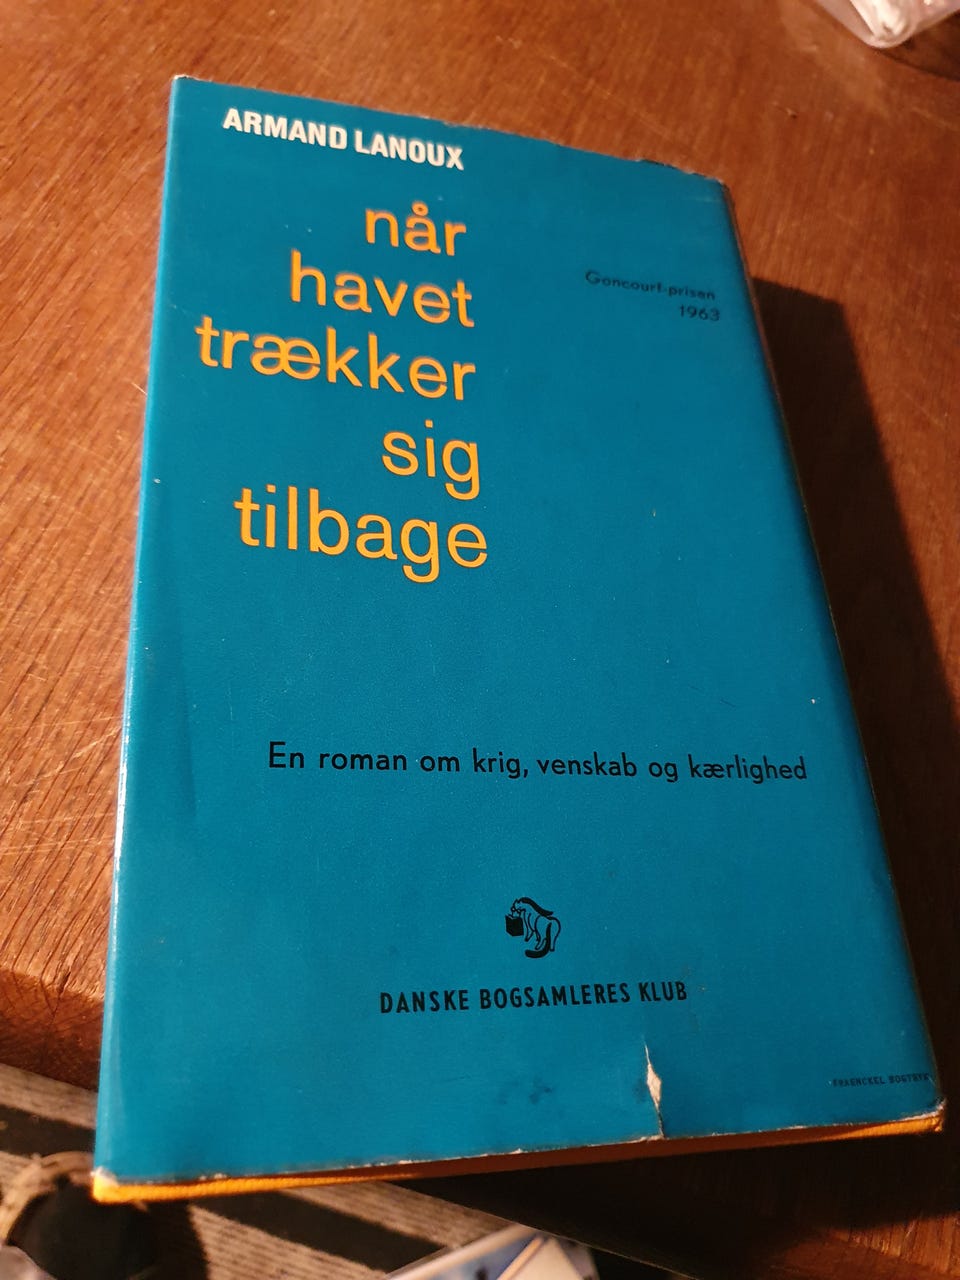 ARMAND LANOUX
når
havet
trækker
sig
tilbage
Goncourt-prisen
1963
En roman om krig, venskab og kærlighed
DANSKE BOGSAMLERES KLUB
FRAENCKEL